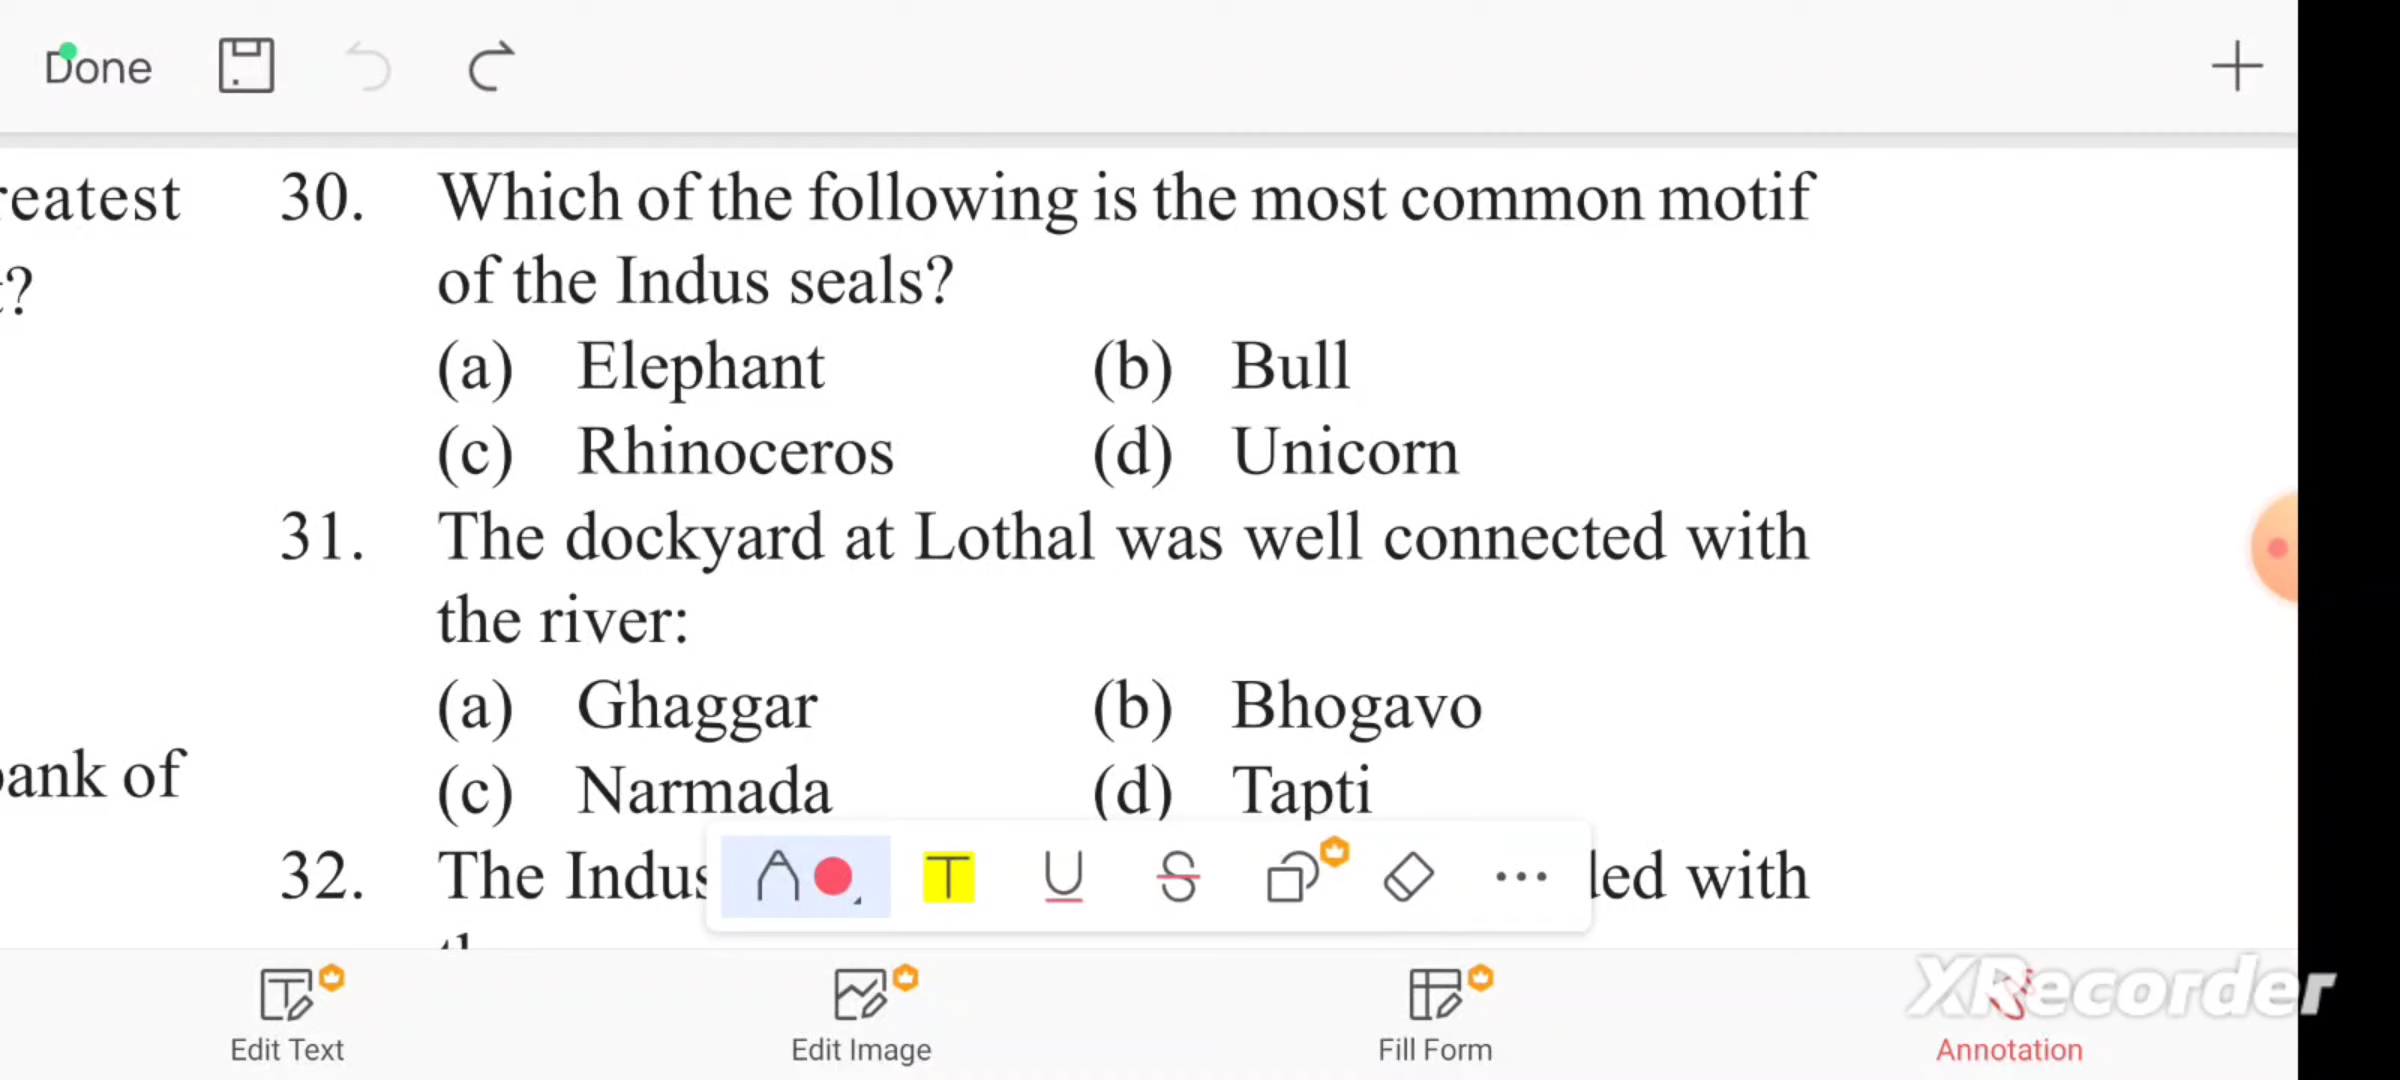 Done
reatest
30. Which of the following is the most common motif
of the Indus seals?
?
(a) Elephant (b) Bull
(c) Rhinoceros (d) Unicorn
31. The dockyard at Lothal was well connected with
the river:
(a) Ghaggar (b) Bhogavo
ank of
(c) Narmada (d) Tapti
32. The Indus led with
T U S
Edit Text Edit Image Fill Form Annotation
XRecorder